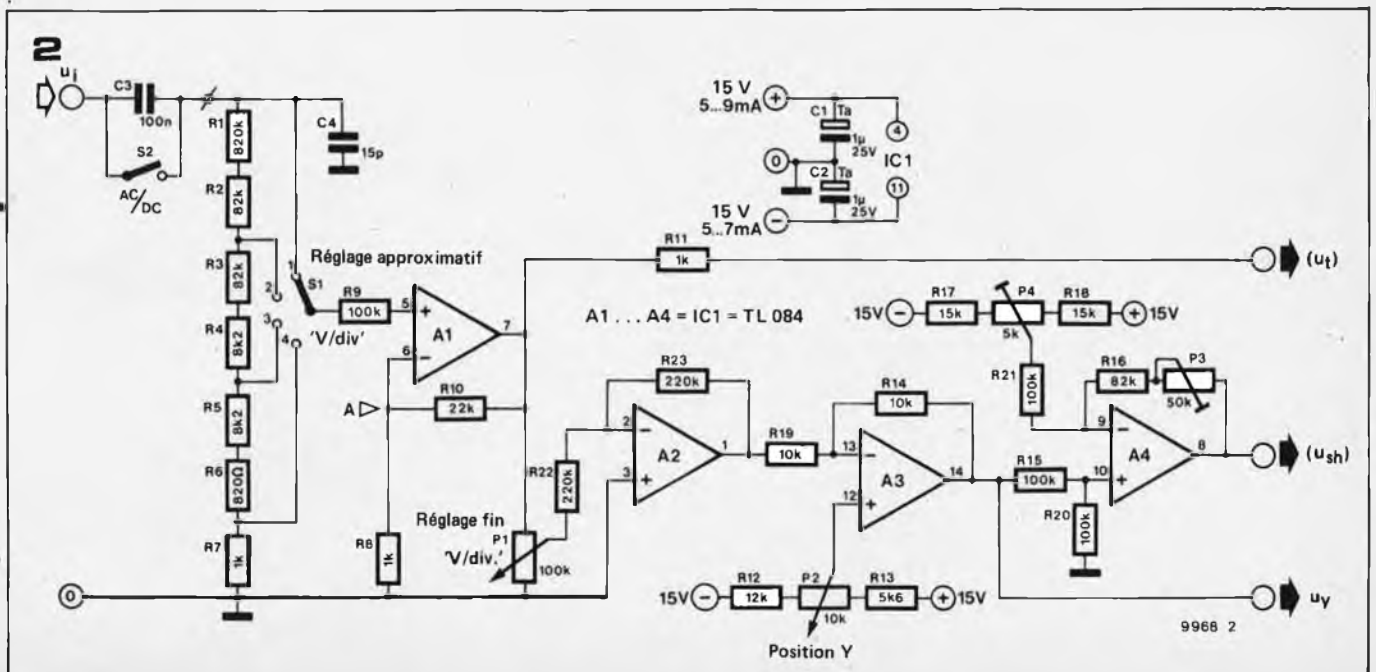 2
ui
C3
100n
S2
AC/DC
R1
820k
R2
82k
R3
82k
R4
8k2
R5
8k2
R6
820Ω
R7
1k
0
C4
15p
15 V
5...9mA
+
C1
Ta
1µ
25V
4
0
IC1
C2
Ta
1µ
25V
11
15 V
5...7mA
−
Réglage approximatif
1
2
3
4
S1
'V/div'
R9
100k
5
+
6
−
A1
7
A
R10
22k
R8
1k
R11
1k
(ut)
A1 ... A4 = IC1 = TL 084
Réglage fin
'V/div.'
P1
100k
R22
220k
R23
220k
2
−
3
+
A2
1
R19
10k
R14
10k
13
−
12
+
A3
14
15V
−
R12
12k
P2
10k
R13
5k6
+
15V
Position Y
15V
−
R17
15k
P4
5k
R18
15k
+
15V
R21
100k
R16
82k
P3
50k
9
−
10
+
A4
8
R15
100k
R20
100k
(ush)
uy
9968 2